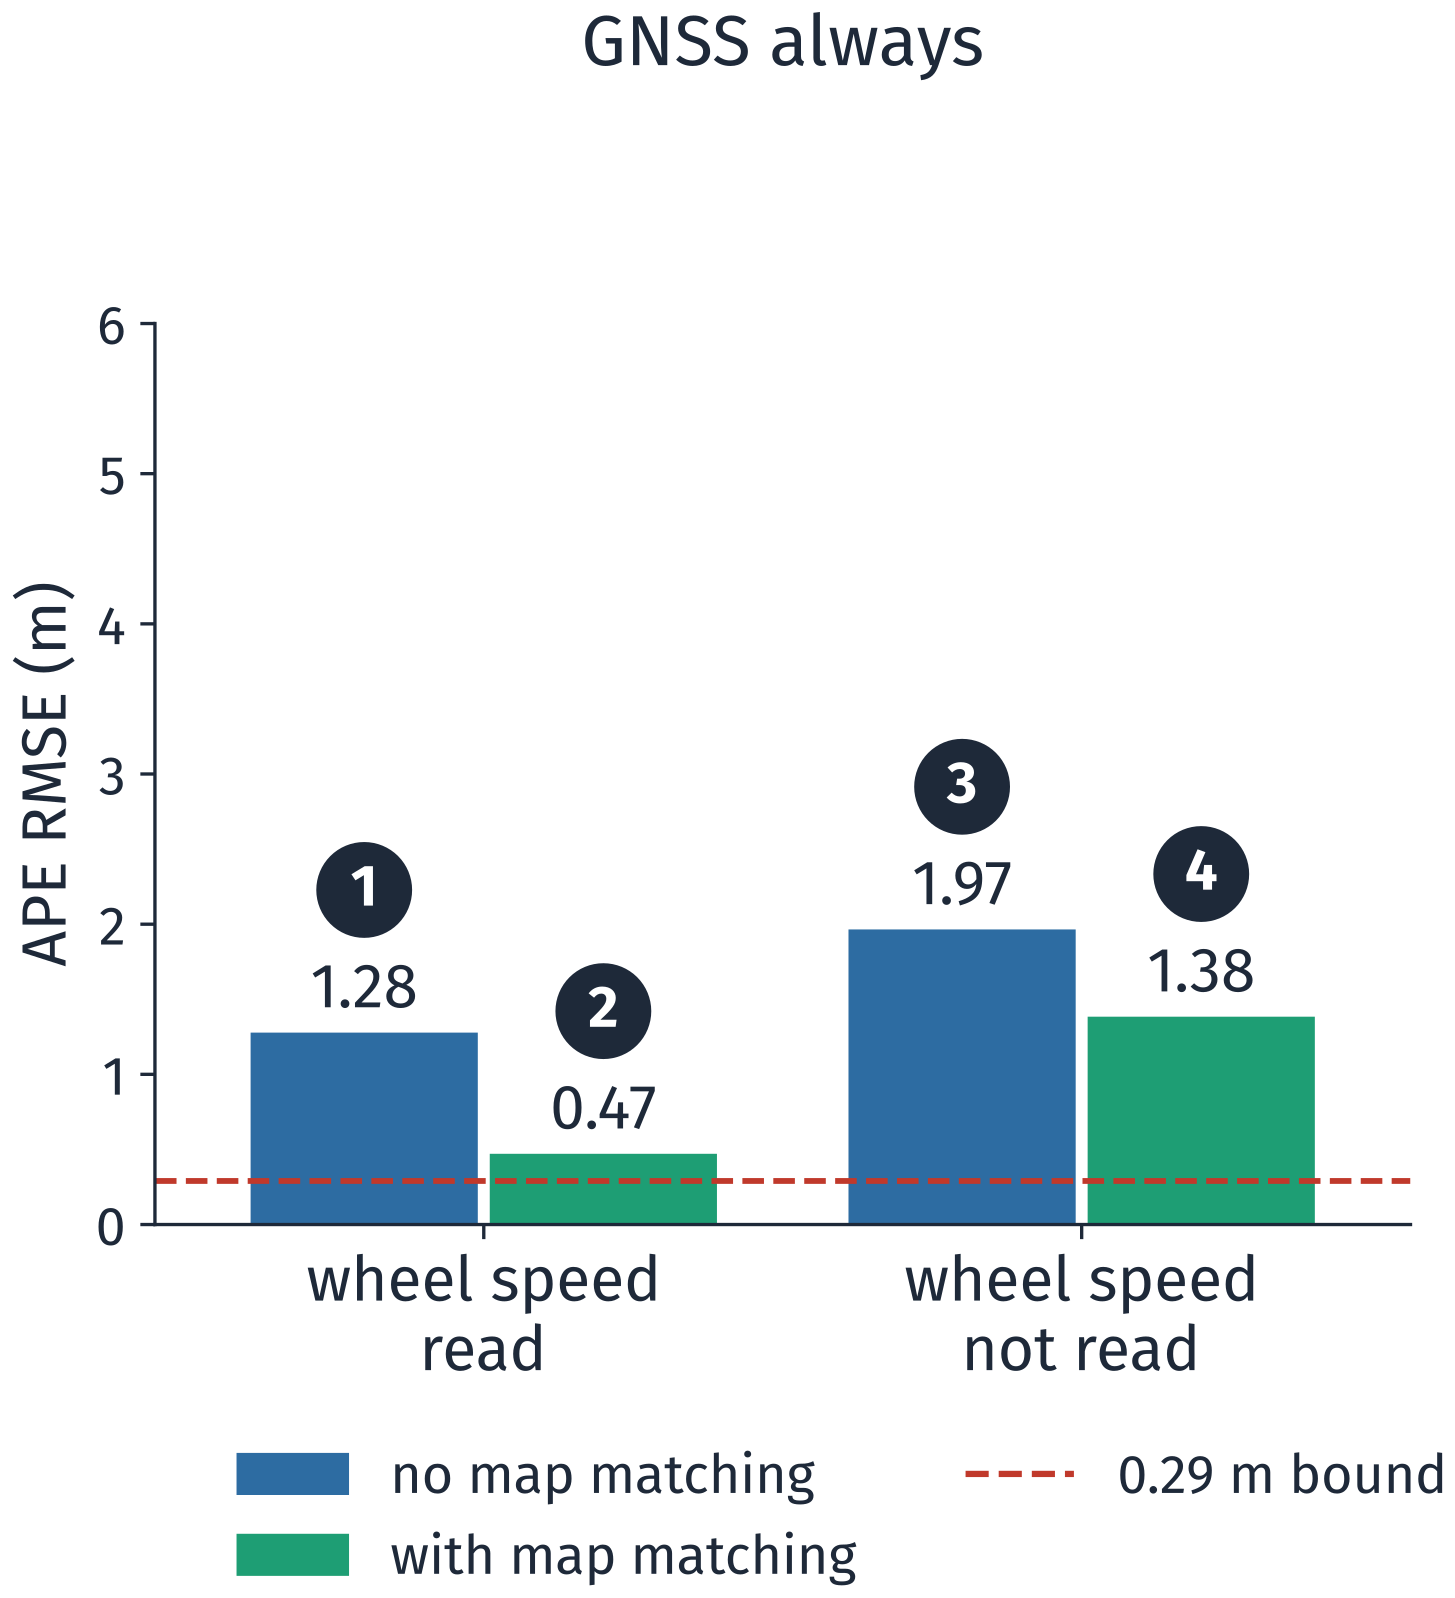 GNSS always
APE RMSE (m)
6
5
4
3
2
1
0
1
1.28
2
0.47
3
1.97
4
1.38
wheel speed
read
wheel speed
not read
no map matching
with map matching
0.29 m bound